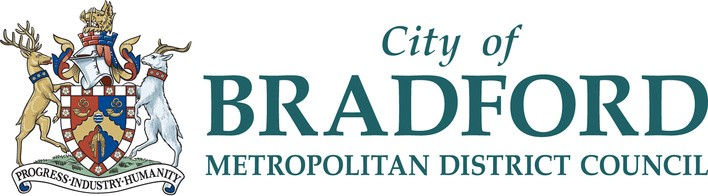 City of
BRADFORD
METROPOLITAN DISTRICT COUNCIL
PROGRESS·INDUSTRY·HUMANITY